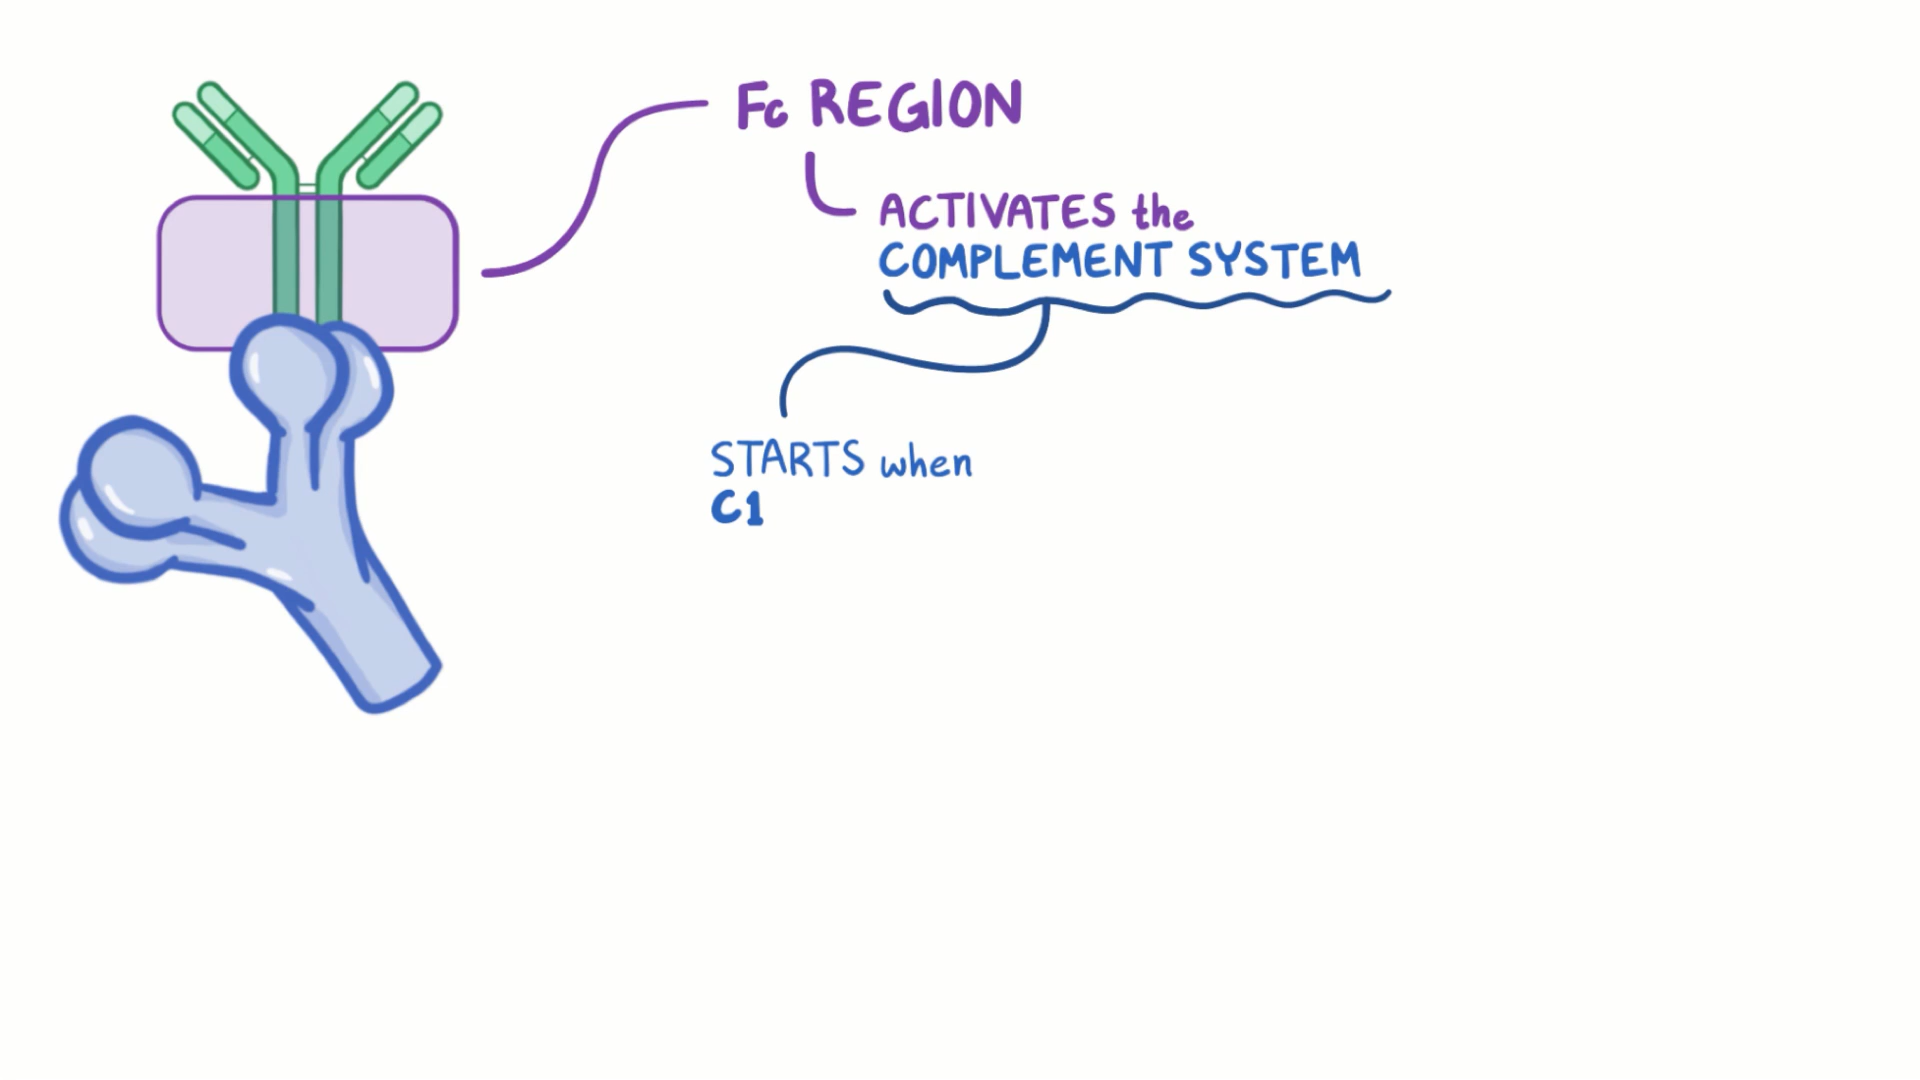 Fc REGION
ACTIVATES the
COMPLEMENT SYSTEM
STARTS when
C1